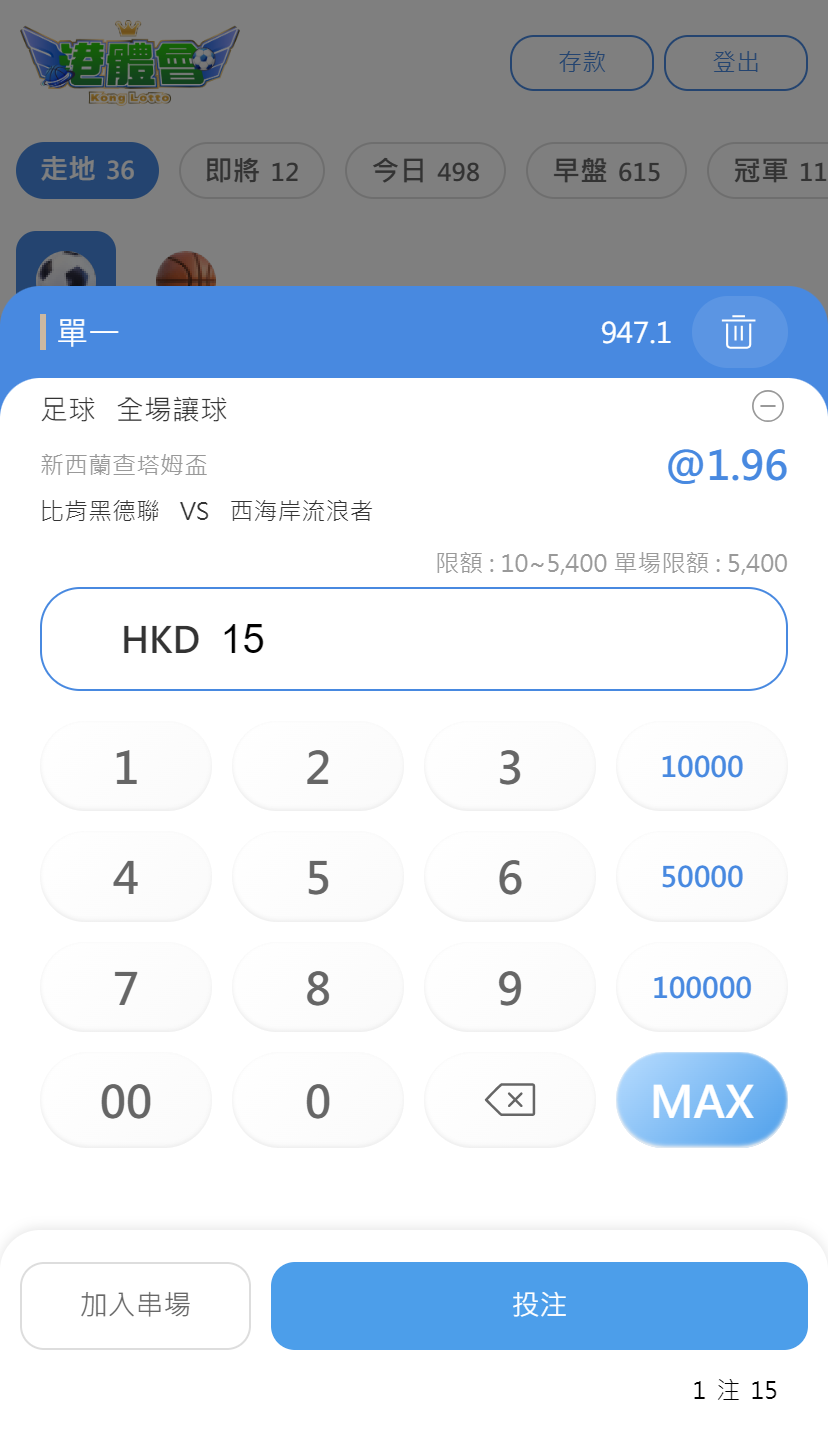 港體會
Kong Lotto
存款 登出
走地 36 即將 12 今日 498 早盤 615 冠軍 11
單一 947.1
足球 全場讓球
新西蘭查塔姆盃 @1.96
比肯黑德聯 VS 西海岸流浪者
限額 : 10~5,400 單場限額 : 5,400
HKD 15
1 2 3 10000
4 5 6 50000
7 8 9 100000
00 0 MAX
加入串場 投注
1 注 15